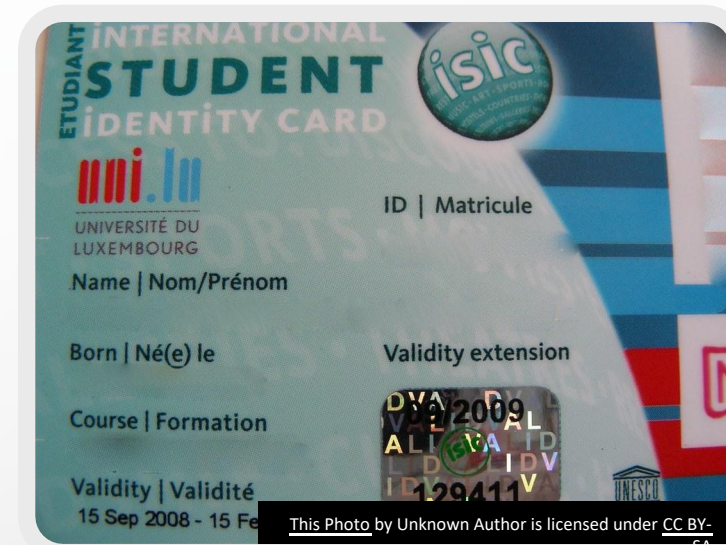 ETUDIANT
INTERNATIONAL
STUDENT
iDENTiTY CARD
isic
uni.lu
UNIVERSITÉ DU
LUXEMBOURG
ID | Matricule
Name | Nom/Prénom
Born | Né(e) le
Validity extension
Course | Formation
09/2009
isic
129411
UNESCO
Validity | Validité
15 Sep 2008 - 15 Fe
This Photo by Unknown Author is licensed under CC BY-
SA